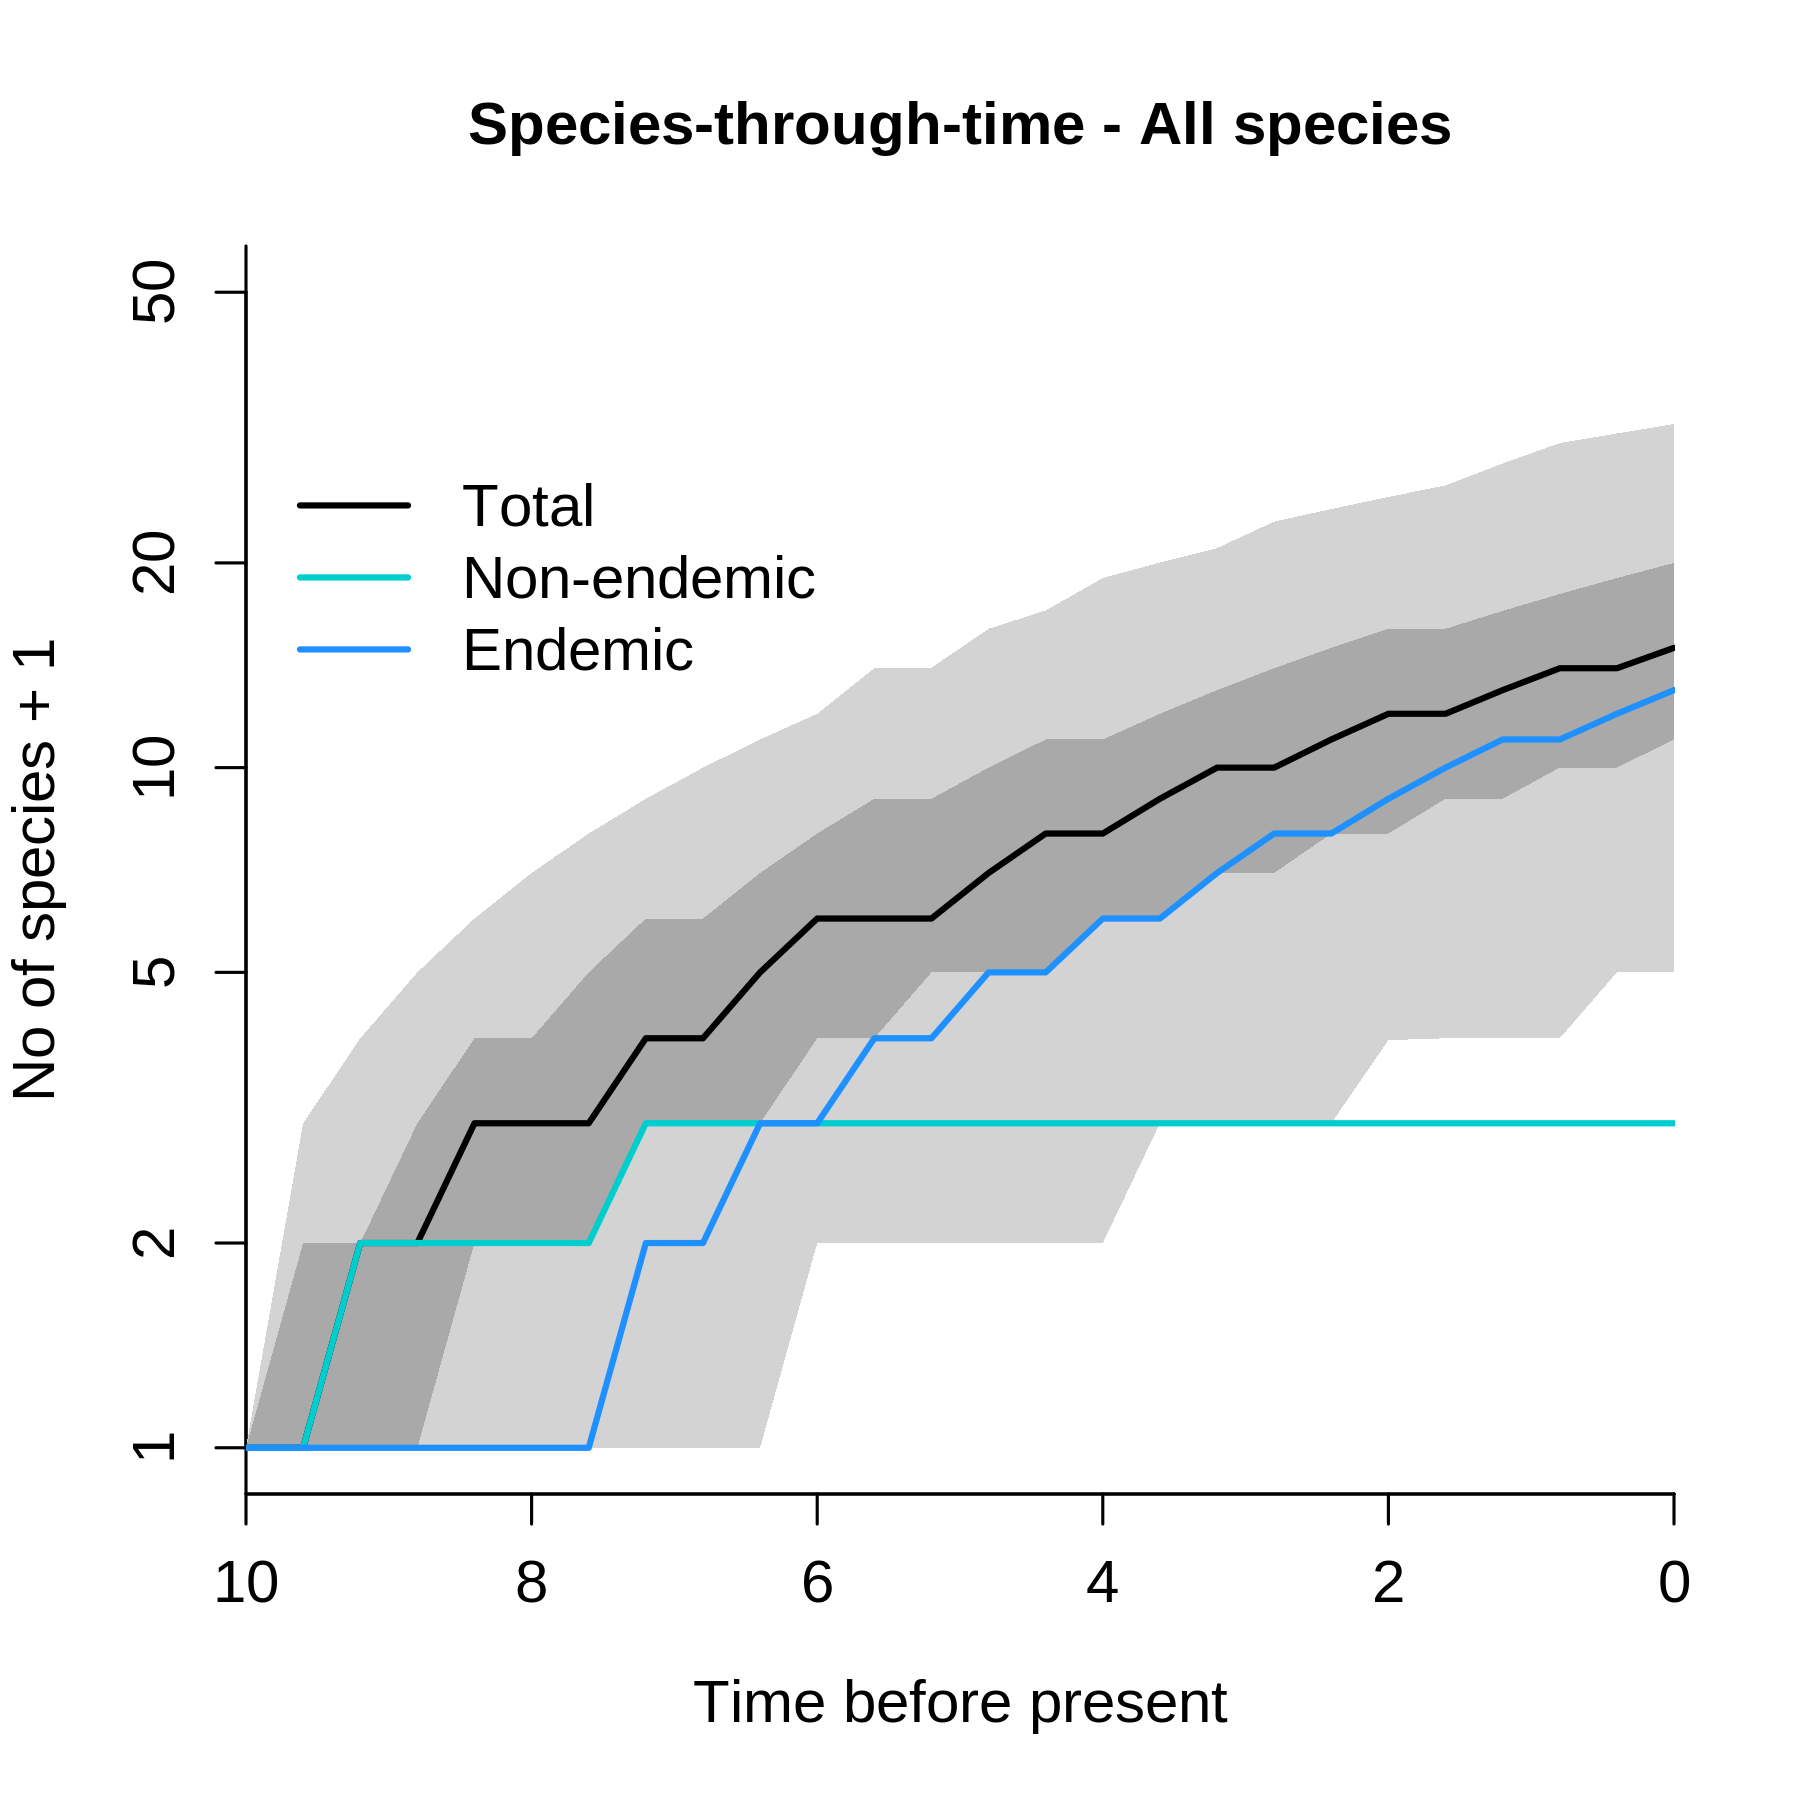 Species-through-time - All species
50
20
10
5
2
1
No of species + 1
Total
Non-endemic
Endemic
10 8 6 4 2 0
Time before present